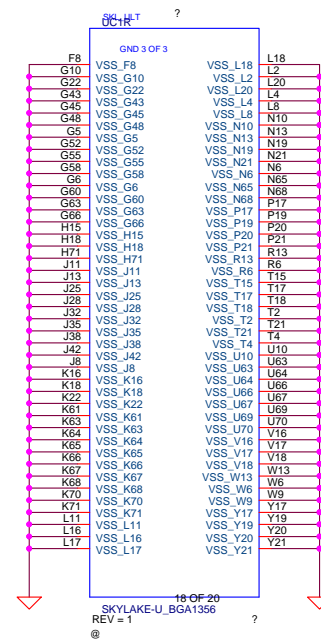 SKL_ULT ?
UC1R
GND 3 OF 3
F8 VSS_F8 VSS_L18 L18
G10 VSS_G10 VSS_L2 L2
G22 VSS_G22 VSS_L20 L20
G43 VSS_G43 VSS_L4 L4
G45 VSS_G45 VSS_L8 L8
G48 VSS_G48 VSS_N10 N10
G5 VSS_G5 VSS_N13 N13
G52 VSS_G52 VSS_N19 N19
G55 VSS_G55 VSS_N21 N21
G58 VSS_G58 VSS_N6 N6
G6 VSS_G6 VSS_N65 N65
G60 VSS_G60 VSS_N68 N68
G63 VSS_G63 VSS_P17 P17
G66 VSS_G66 VSS_P19 P19
H15 VSS_H15 VSS_P20 P20
H18 VSS_H18 VSS_P21 P21
H71 VSS_H71 VSS_R13 R13
J11 VSS_J11 VSS_R6 R6
J13 VSS_J13 VSS_T15 T15
J25 VSS_J25 VSS_T17 T17
J28 VSS_J28 VSS_T18 T18
J32 VSS_J32 VSS_T2 T2
J35 VSS_J35 VSS_T21 T21
J38 VSS_J38 VSS_T4 T4
J42 VSS_J42 VSS_U10 U10
J8 VSS_J8 VSS_U63 U63
K16 VSS_K16 VSS_U64 U64
K18 VSS_K18 VSS_U66 U66
K22 VSS_K22 VSS_U67 U67
K61 VSS_K61 VSS_U69 U69
K63 VSS_K63 VSS_U70 U70
K64 VSS_K64 VSS_V16 V16
K65 VSS_K65 VSS_V17 V17
K66 VSS_K66 VSS_V18 V18
K67 VSS_K67 VSS_W13 W13
K68 VSS_K68 VSS_W6 W6
K70 VSS_K70 VSS_W9 W9
K71 VSS_K71 VSS_Y17 Y17
L11 VSS_L11 VSS_Y19 Y19
L16 VSS_L16 VSS_Y20 Y20
L17 VSS_L17 VSS_Y21 Y21
18 OF 20
SKYLAKE-U_BGA1356
REV = 1 ?
@